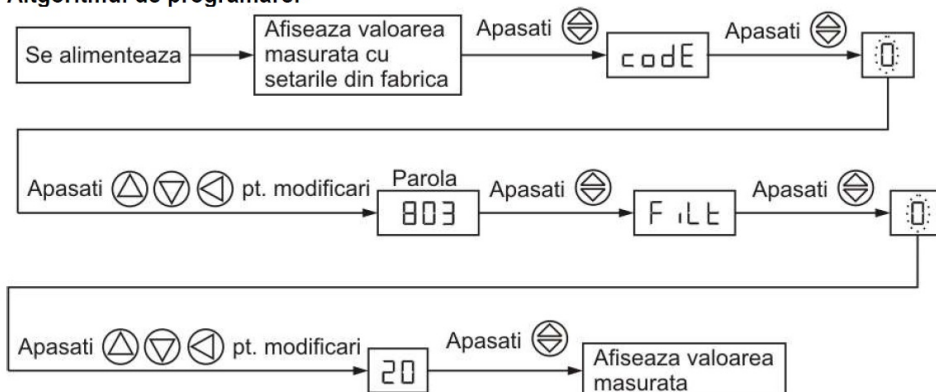 Algoritmul de programare:
Se alimenteaza
Afiseaza valoarea
masurata cu
setarile din fabrica
Apasati
codE
Apasati
0
Apasati
pt. modificari
Parola
803
Apasati
FiLt
Apasati
0
Apasati
pt. modificari
20
Apasati
Afiseaza valoarea
masurata